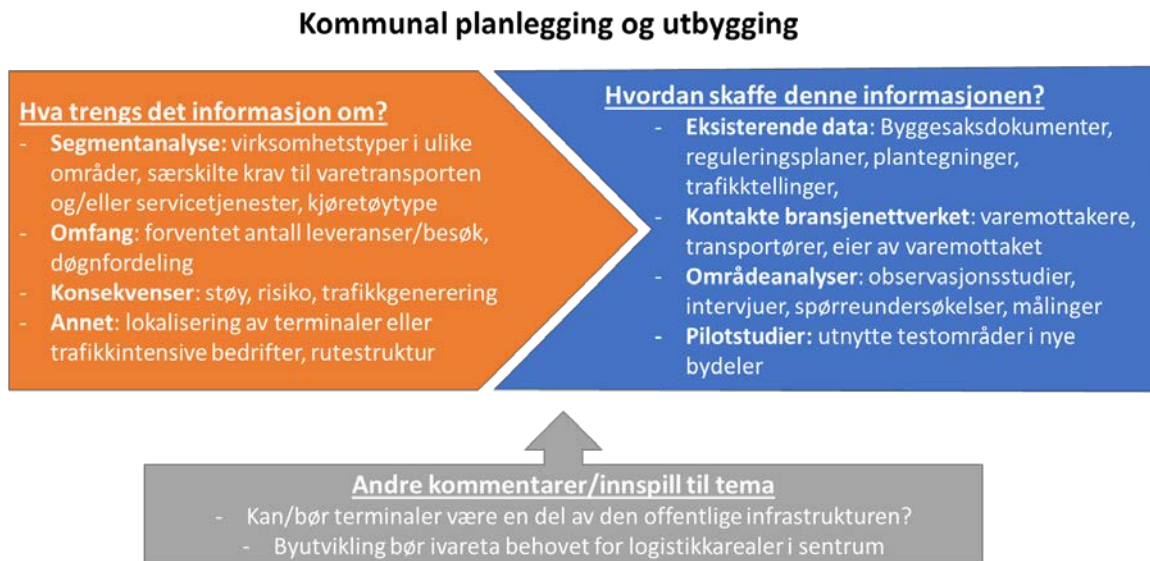 Kommunal planlegging og utbygging
Hva trengs det informasjon om?
- Segmentanalyse: virksomhetstyper i ulike
områder, særskilte krav til varetransporten
og/eller servicetjenester, kjøretøytype
- Omfang: forventet antall leveranser/besøk,
døgnfordeling
- Konsekvenser: støy, risiko, trafikkgenerering
- Annet: lokalisering av terminaler eller
trafikkintensive bedrifter, rutestruktur
Hvordan skaffe denne informasjonen?
- Eksisterende data: Byggesaksdokumenter,
reguleringsplaner, plantegninger,
trafikktellinger,
- Kontakte bransjenettverket: varemottakere,
transportører, eier av varemottaket
- Områdeanalyser: observasjonsstudier,
intervjuer, spørreundersøkelser, målinger
- Pilotstudier: utnytte testområder i nye
bydeler
Andre kommentarer/innspill til tema
- Kan/bør terminaler være en del av den offentlige infrastrukturen?
- Byutvikling bør ivareta behovet for logistikkarealer i sentrum